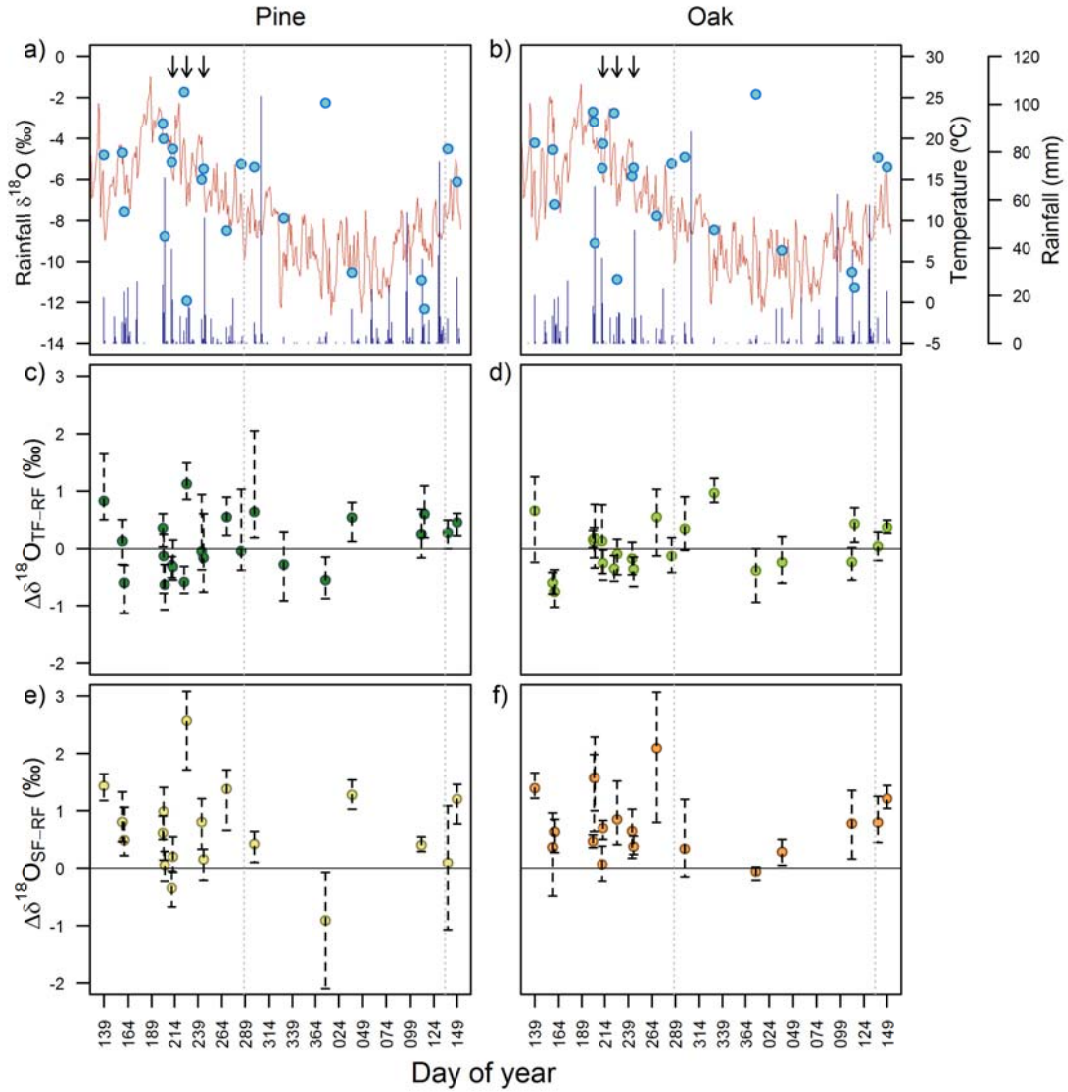 Pine
Oak
a)
b)
Rainfall δ18O (‰)
0
-2
-4
-6
-8
-10
-12
-14
30
25
20
15
10
5
0
-5
Temperature (ºC)
120
100
80
60
40
20
0
Rainfall (mm)
c)
d)
Δδ18OTF−RF (‰)
3
2
1
0
-1
-2
e)
f)
Δδ18OSF−RF (‰)
3
2
1
0
-1
-2
139 164 189 214 239 264 289 314 339 364 024 049 074 099 124 149
139 164 189 214 239 264 289 314 339 364 024 049 074 099 124 149
Day of year